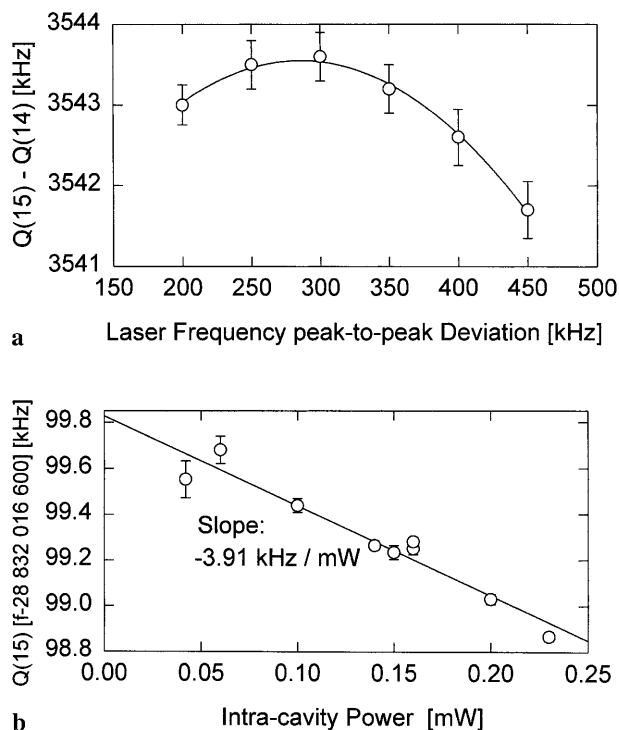 3544
3543
3542
3541
Q(15) - Q(14) [kHz]
150 200 250 300 350 400 450 500
Laser Frequency peak-to-peak Deviation [kHz]
a
99.8
99.6
99.4
99.2
99.0
98.8
Q(15) [f-28 832 016 600] [kHz]
Slope:
-3.91 kHz / mW
0.00 0.05 0.10 0.15 0.20 0.25
Intra-cavity Power [mW]
b